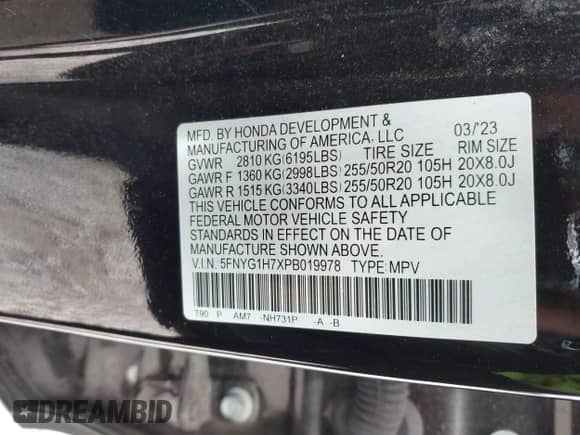 MFD. BY HONDA DEVELOPMENT &
MANUFACTURING OF AMERICA, LLC 03/'23
GVWR 2810 KG(6195LBS) TIRE SIZE RIM SIZE
GAWR F 1360 KG(2998LBS) 255/50R20 105H 20X8.0J
GAWR R 1515 KG(3340LBS) 255/50R20 105H 20X8.0J
THIS VEHICLE CONFORMS TO ALL APPLICABLE
FEDERAL MOTOR VEHICLE SAFETY
STANDARDS IN EFFECT ON THE DATE OF
MANUFACTURE SHOWN ABOVE.
V.I.N. 5FNYG1H7XPB019978 TYPE: MPV
190 P AM7 -NH731P -A -B
DREAMBID